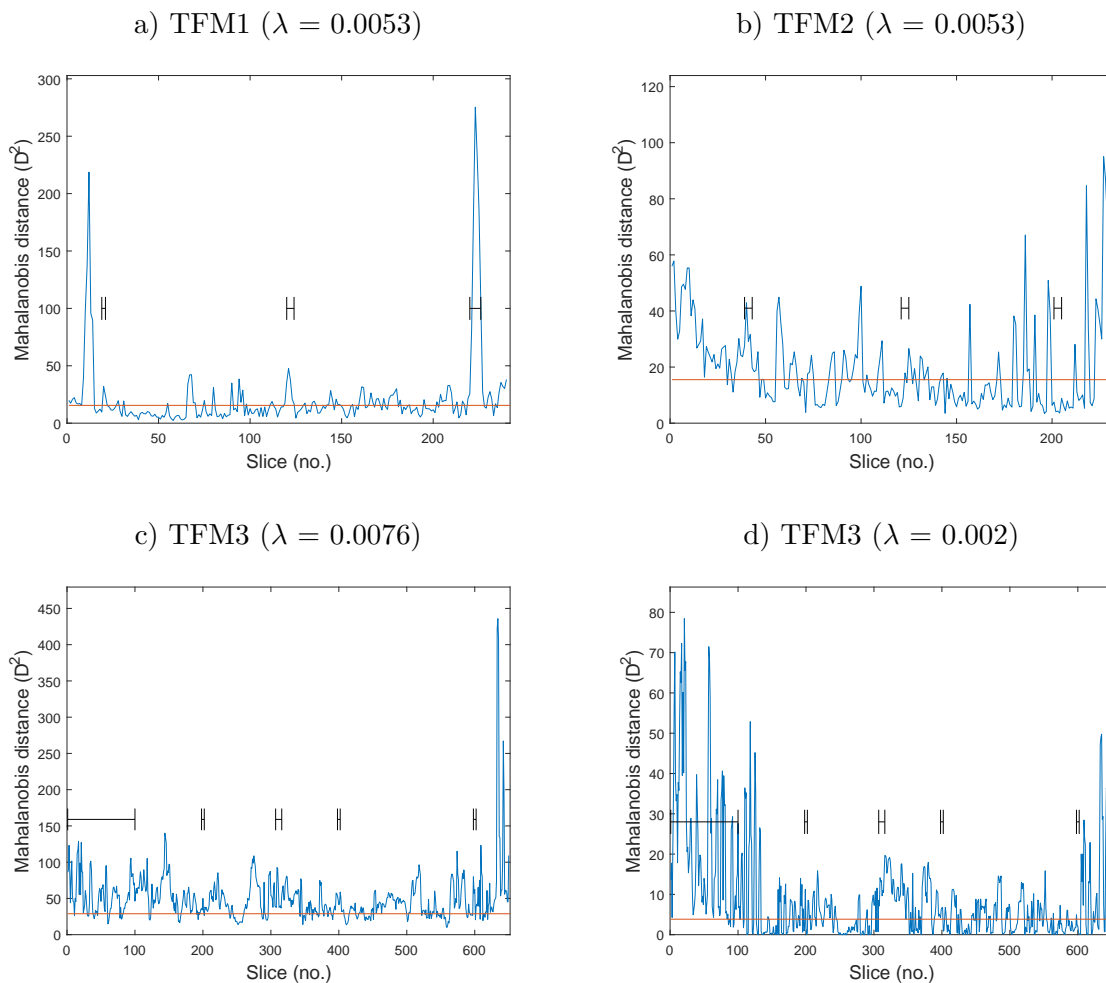 a) TFM1 (λ = 0.0053)
b) TFM2 (λ = 0.0053)
Mahalanobis distance (D²)
300
250
200
150
100
50
0
0 50 100 150 200
Slice (no.)
Mahalanobis distance (D²)
120
100
80
60
40
20
0
0 50 100 150 200
Slice (no.)
c) TFM3 (λ = 0.0076)
d) TFM3 (λ = 0.002)
Mahalanobis distance (D²)
450
400
350
300
250
200
150
100
50
0
0 100 200 300 400 500 600
Slice (no.)
Mahalanobis distance (D²)
80
70
60
50
40
30
20
10
0
0 100 200 300 400 500 600
Slice (no.)